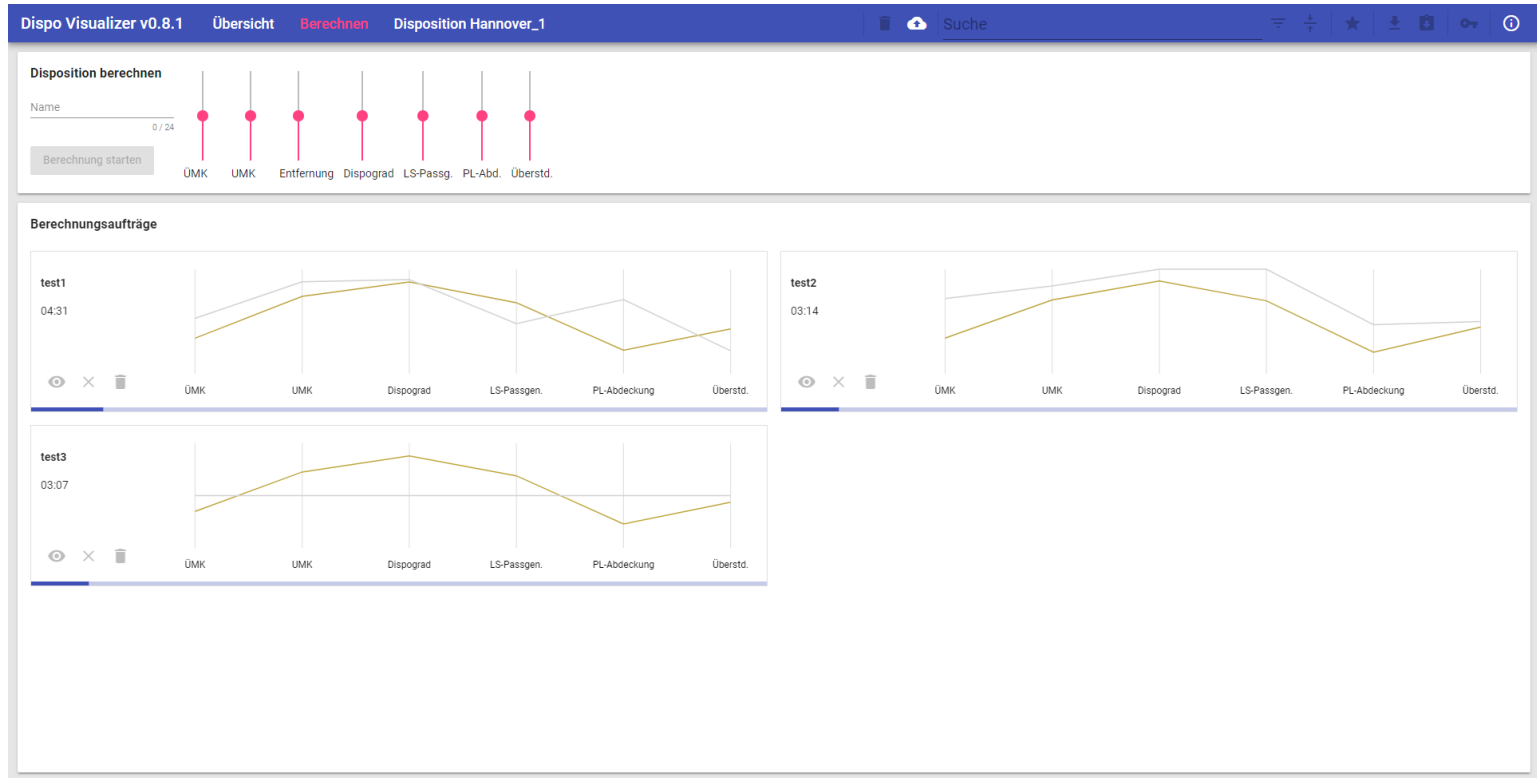 Dispo Visualizer v0.8.1 Übersicht Berechnen Disposition Hannover_1 Suche
Disposition berechnen
Name
0 / 24
Berechnung starten
ÜMK UMK Entfernung Dispograd LS-Passg. PL-Abd. Überstd.
Berechnungsaufträge
test1
04:31
ÜMK UMK Dispograd LS-Passgen. PL-Abdeckung Überstd.
test2
03:14
ÜMK UMK Dispograd LS-Passgen. PL-Abdeckung Überstd.
test3
03:07
ÜMK UMK Dispograd LS-Passgen. PL-Abdeckung Überstd.